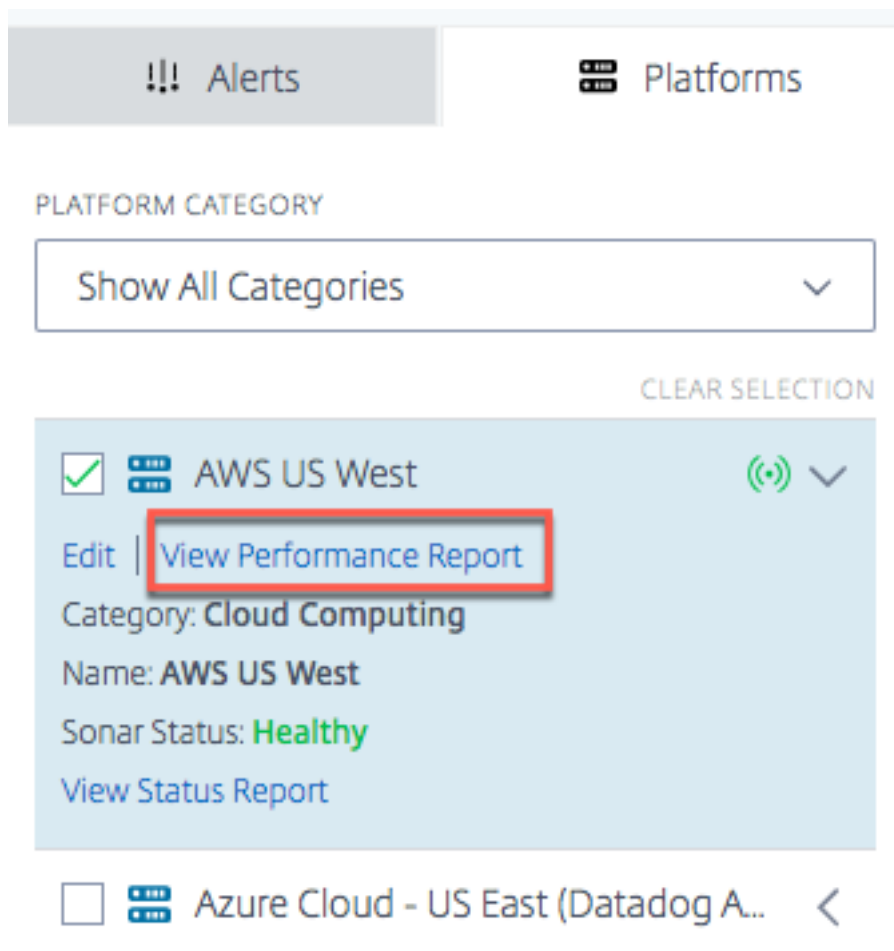 Alerts
Platforms
PLATFORM CATEGORY
Show All Categories
CLEAR SELECTION
AWS US West
Edit | View Performance Report
Category: Cloud Computing
Name: AWS US West
Sonar Status: Healthy
View Status Report
Azure Cloud - US East (Datadog A...